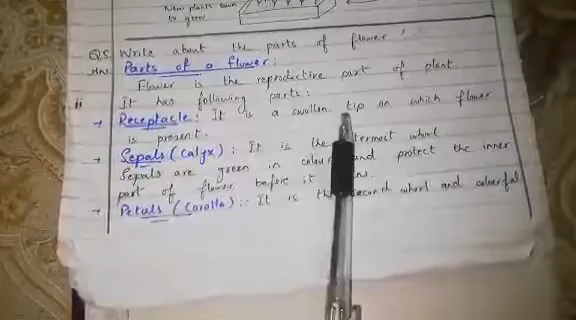 New plants
to grow
Q5. Write about the parts of flower?
Ans. Parts of a flower:
Flower is the reproductive part of plant.
It has following parts:
→ Receptacle: It is a swollen tip on which flower
is present.
→ Sepals (Calyx): It is the termost whorl
Sepals are green in colour and protect the inner
part of flower before it
→ Petals (Corolla): It is the second whorl and colourful